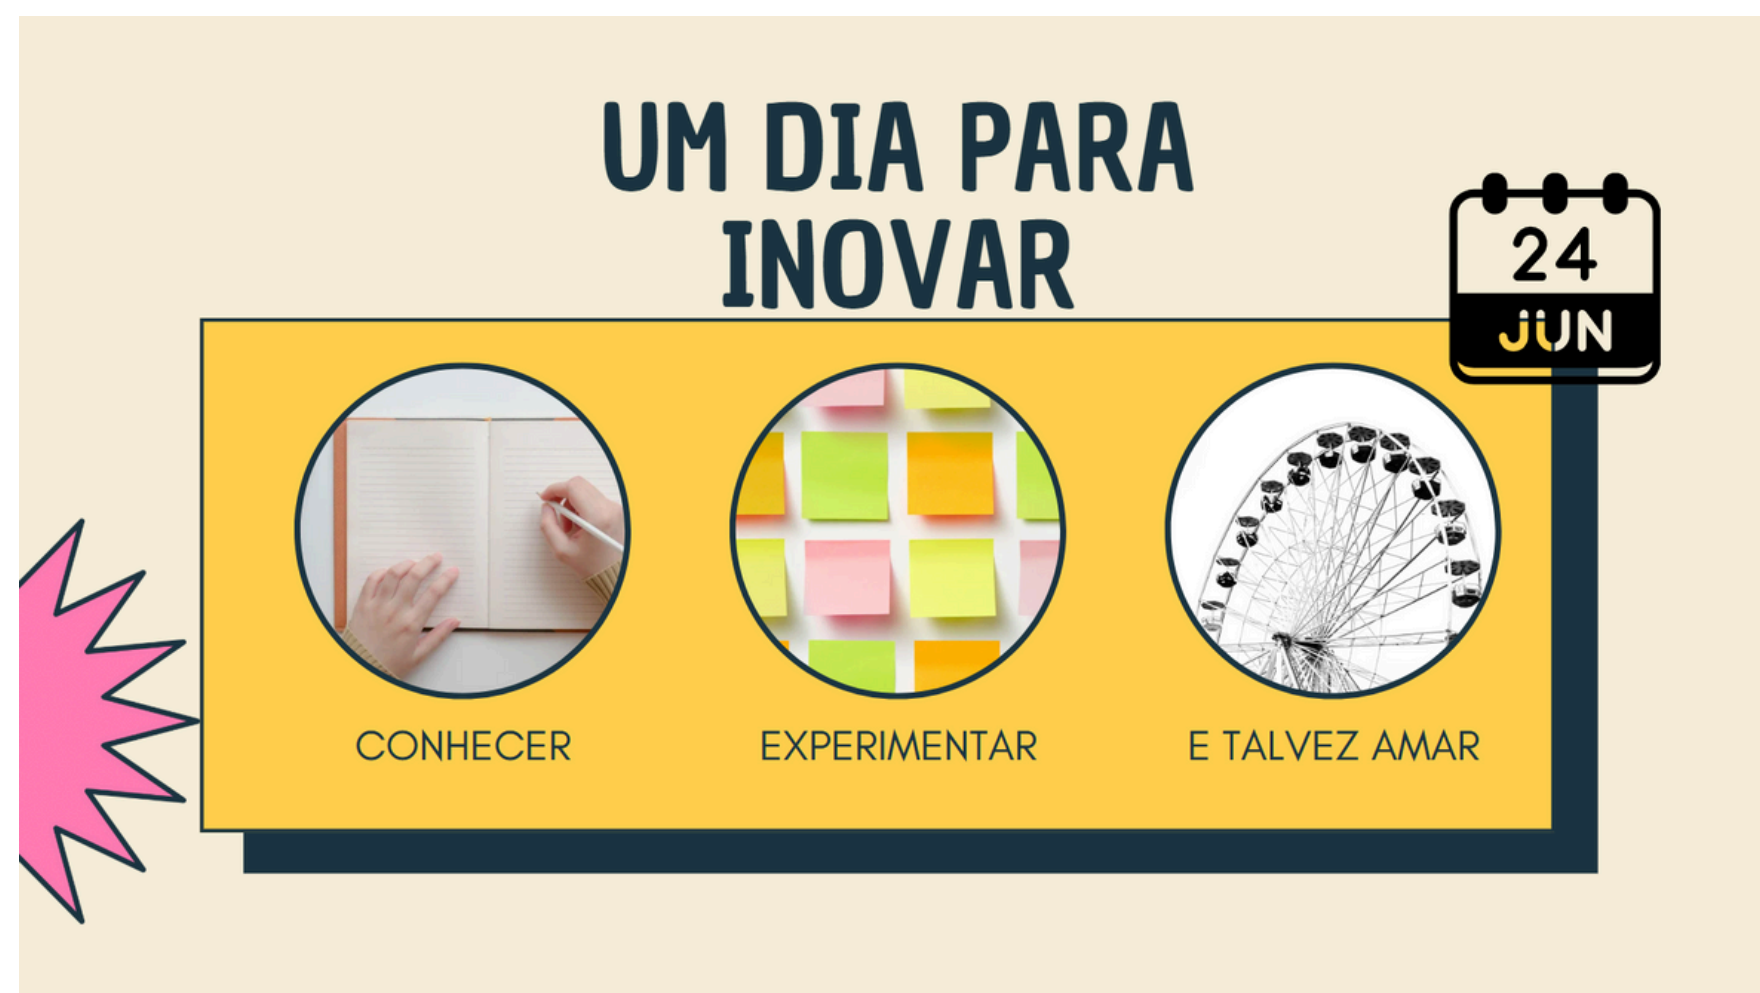 UM DIA PARA
INOVAR
24
JUN
CONHECER
EXPERIMENTAR
E TALVEZ AMAR